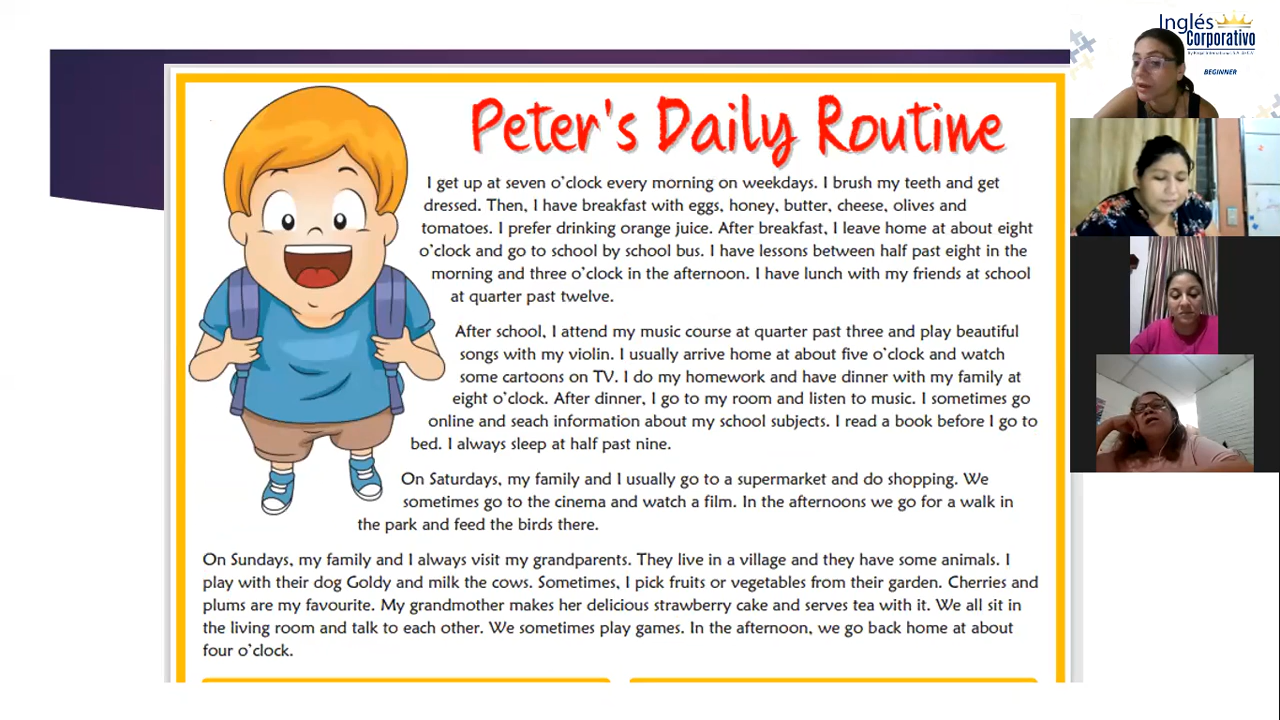 Inglés
Corporativo
BEGINNER
Peter's Daily Routine
I get up at seven o'clock every morning on weekdays. I brush my teeth and get
dressed. Then, I have breakfast with eggs, honey, butter, cheese, olives and
tomatoes. I prefer drinking orange juice. After breakfast, I leave home at about eight
o'clock and go to school by school bus. I have lessons between half past eight in the
morning and three o'clock in the afternoon. I have lunch with my friends at school
at quarter past twelve.
After school, I attend my music course at quarter past three and play beautiful
songs with my violin. I usually arrive home at about five o'clock and watch
some cartoons on TV. I do my homework and have dinner with my family at
eight o'clock. After dinner, I go to my room and listen to music. I sometimes go
online and seach information about my school subjects. I read a book before I go to
bed. I always sleep at half past nine.
On Saturdays, my family and I usually go to a supermarket and do shopping. We
sometimes go to the cinema and watch a film. In the afternoons we go for a walk in
the park and feed the birds there.
On Sundays, my family and I always visit my grandparents. They live in a village and they have some animals. I
play with their dog Goldy and milk the cows. Sometimes, I pick fruits or vegetables from their garden. Cherries and
plums are my favourite. My grandmother makes her delicious strawberry cake and serves tea with it. We all sit in
the living room and talk to each other. We sometimes play games. In the afternoon, we go back home at about
four o'clock.